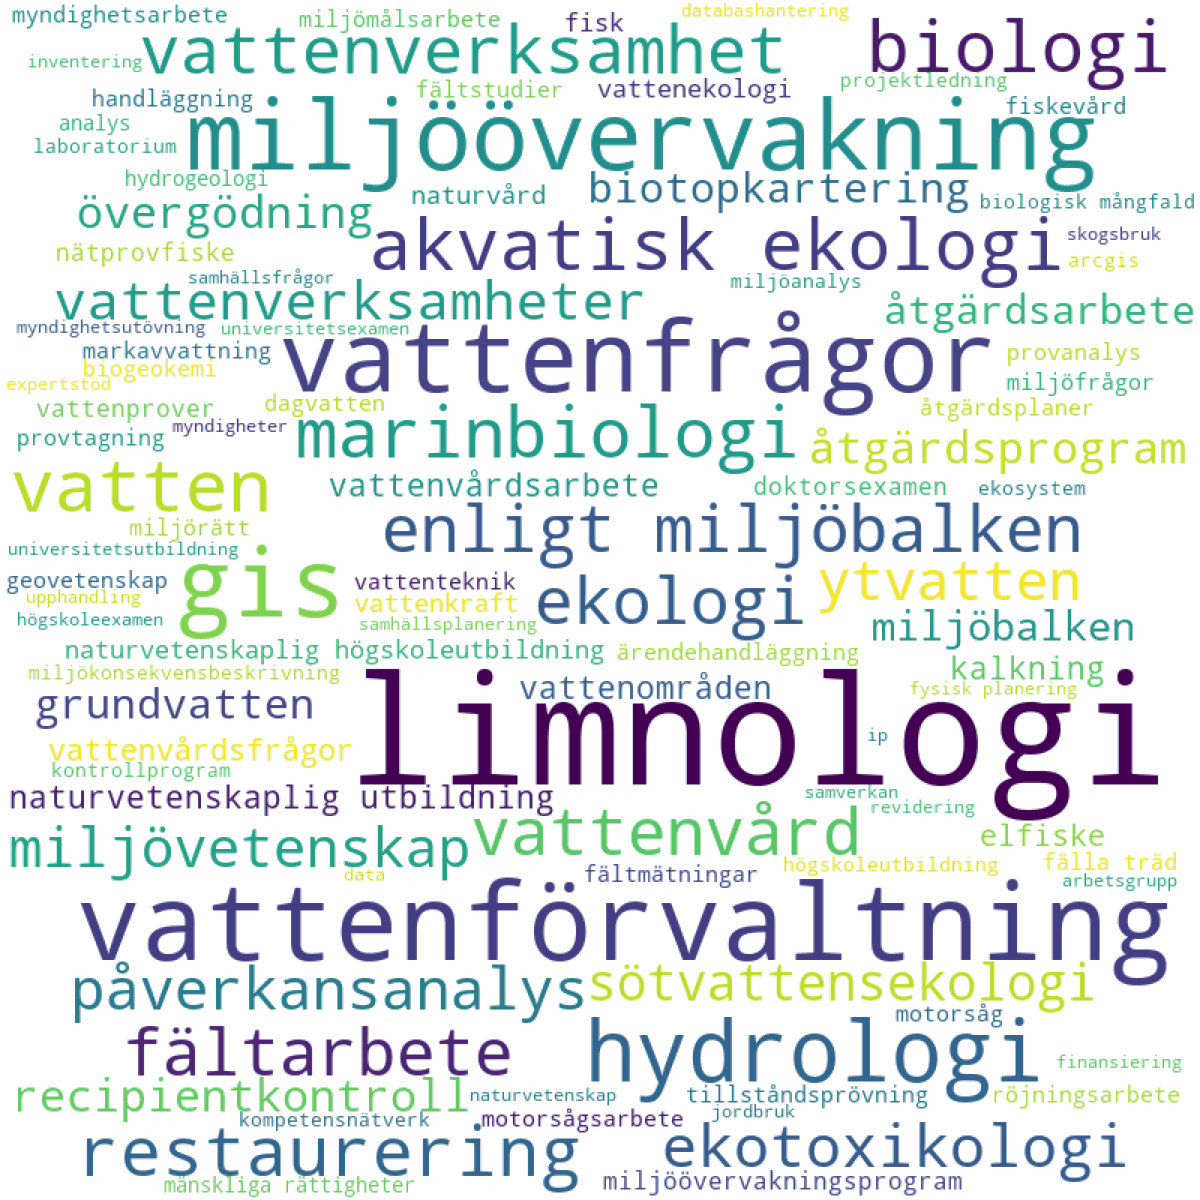 myndighetsarbete
miljömålsarbete
fisk
databashantering
vattenverksamhet
biologi
inventering
fältstudier
vattenekologi
projektledning
handläggning
miljöövervakning
fiskevård
analys
laboratorium
hydrogeologi
naturvård
biotopkartering
biologisk mångfald
övergödning
akvatisk ekologi
skogsbruk
nätprovfiske
arcgis
samhällsfrågor
miljöanalys
vattenverksamheter
åtgärdsarbete
myndighetsutövning
universitetsexamen
vattenfrågor
markavvattning
provanalys
biogeokemi
expertstöd
miljöfrågor
vattenprover
dagvatten
åtgärdsplaner
provtagning
myndigheter
marinbiologi
åtgärdsprogram
vatten
vattenvårdsarbete
doktorsexamen
ekosystem
miljörätt
enligt miljöbalken
universitetsutbildning
gis
geovetenskap
vattenteknik
ekologi
ytvatten
upphandling
vattenkraft
högskoleexamen
samhällsplanering
miljöbalken
naturvetenskaplig högskoleutbildning
ärendehandläggning
kalkning
miljökonsekvensbeskrivning
limnologi
vattenområden
fysisk planering
grundvatten
ip
vattenvårdsfrågor
kontrollprogram
naturvetenskaplig utbildning
samverkan
revidering
miljövetenskap
vattenvård
elfiske
data
fältmätningar
högskoleutbildning
fälla träd
arbetsgrupp
vattenförvaltning
påverkansanalys
sötvattensekologi
motorsåg
fältarbete
hydrologi
finansiering
recipientkontroll
naturvetenskap
tillståndsprövning
röjningsarbete
kompetensnätverk
motorsågsarbete
jordbruk
restaurering
ekotoxikologi
mänskliga rättigheter
miljöövervakningsprogram